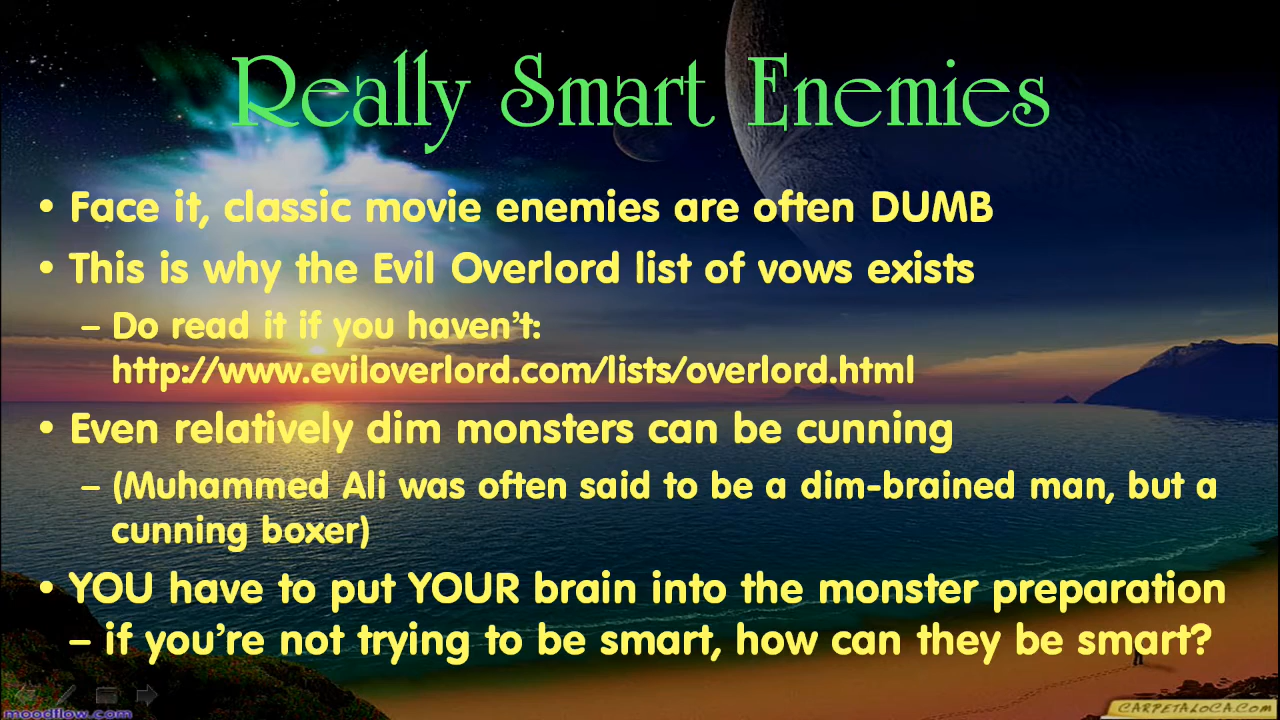 Really Smart Enemies
• Face it, classic movie enemies are often DUMB
• This is why the Evil Overlord list of vows exists
– Do read it if you haven't:
http://www.eviloverlord.com/lists/overlord.html
• Even relatively dim monsters can be cunning
– (Muhammed Ali was often said to be a dim-brained man, but a
cunning boxer)
• YOU have to put YOUR brain into the monster preparation
– if you're not trying to be smart, how can they be smart?
moodflow.com
CARPETALOCA.COM